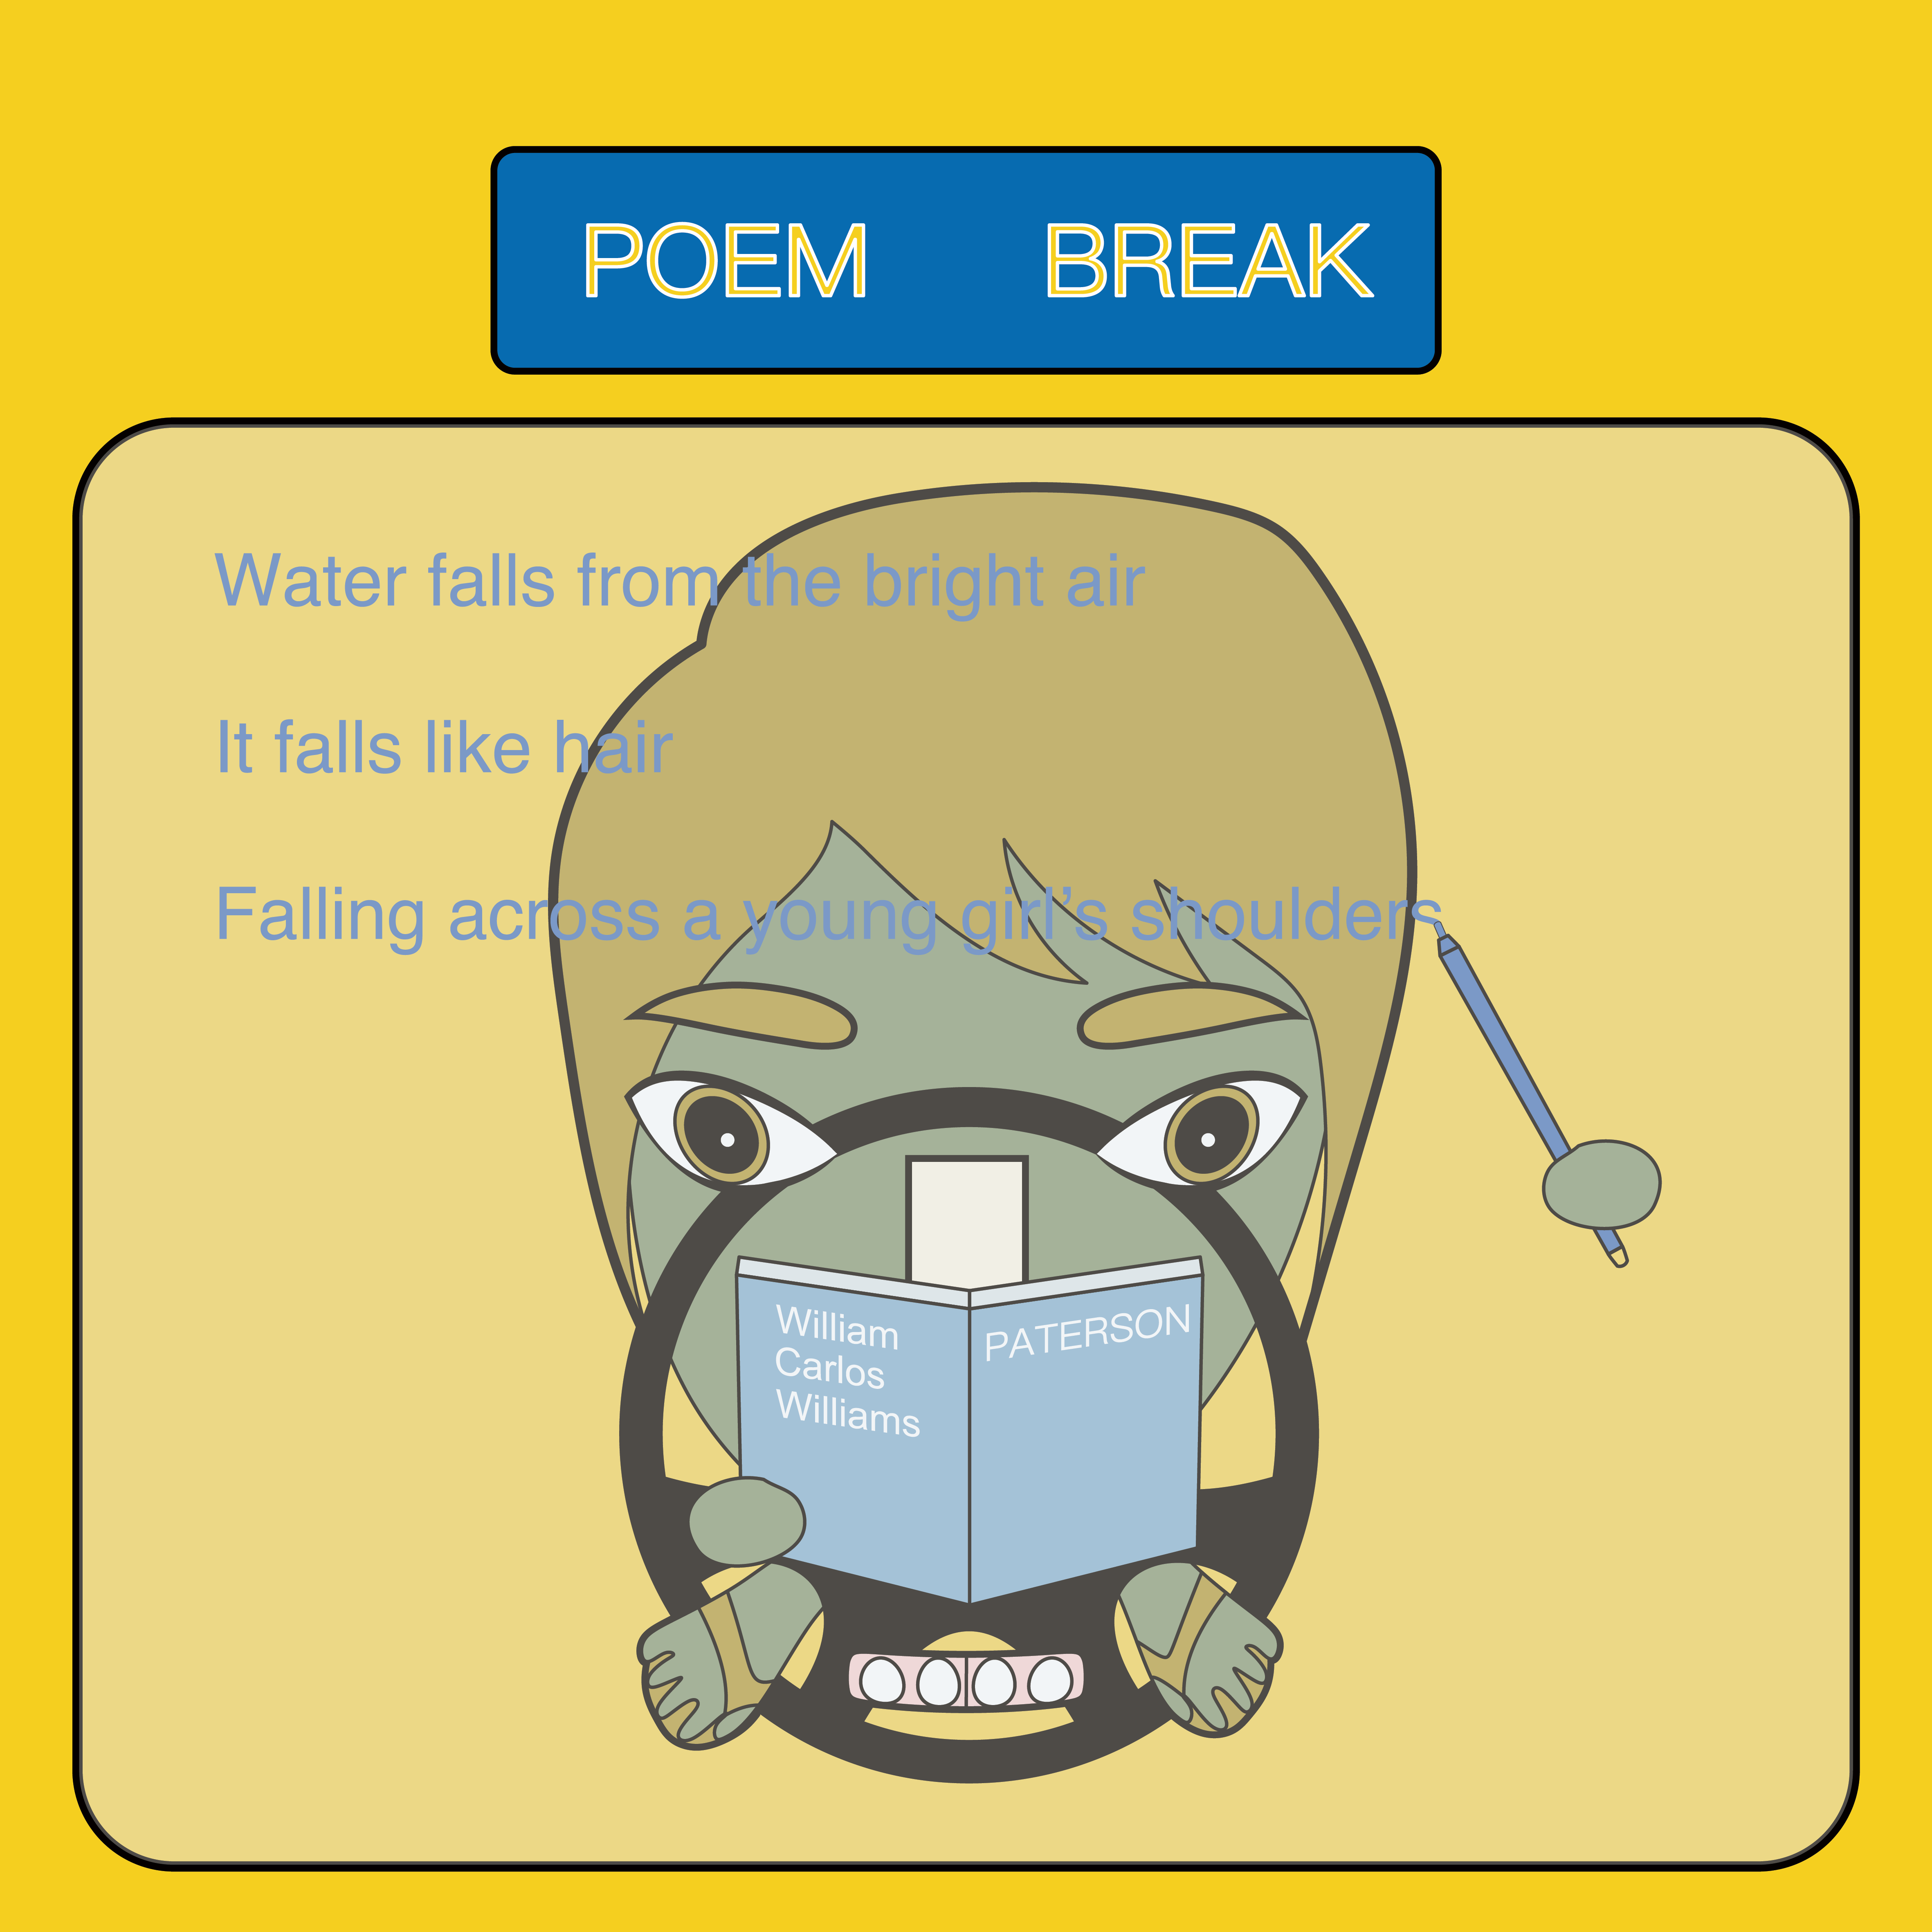 POEM BREAK
Water falls from the bright air
It falls like hair
Falling across a young girl’s shoulders
William
Carlos
Williams
PATERSON